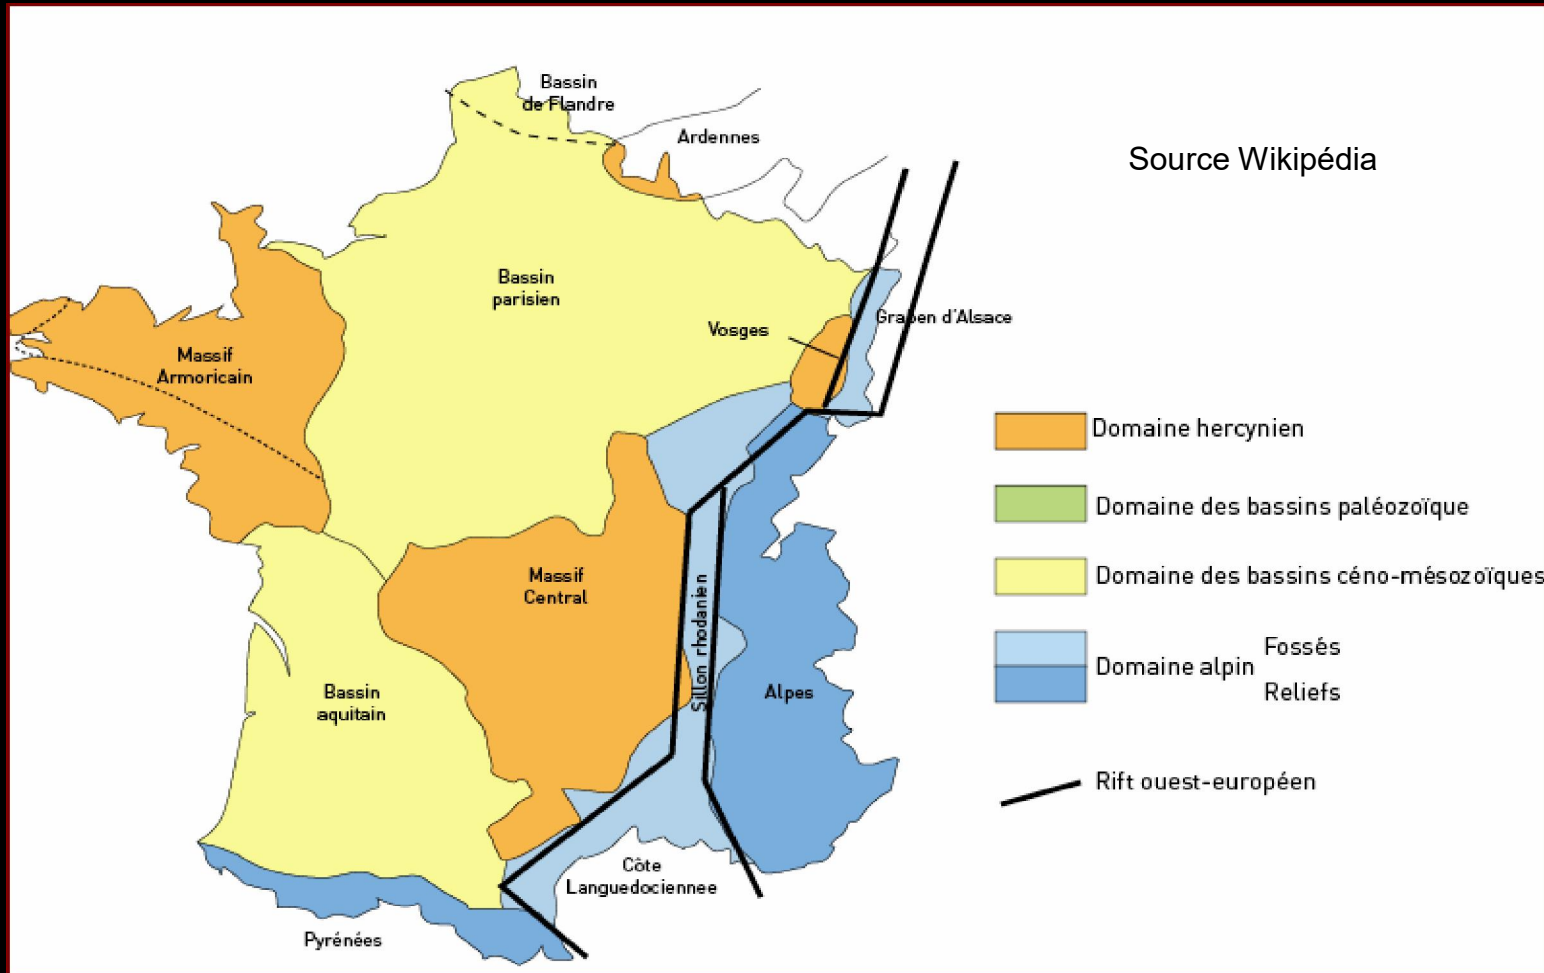 Bassin
de Flandre
Ardennes
Source Wikipédia
Bassin
parisien
Vosges
Graben d'Alsace
Massif
Armoricain
Domaine hercynien
Domaine des bassins paléozoïque
Massif
Central
Domaine des bassins céno-mésozoïques
Sillon rhodanien
Domaine alpin
Fossés
Reliefs
Bassin
aquitain
Alpes
Rift ouest-européen
Côte
Languedociennee
Pyrénées